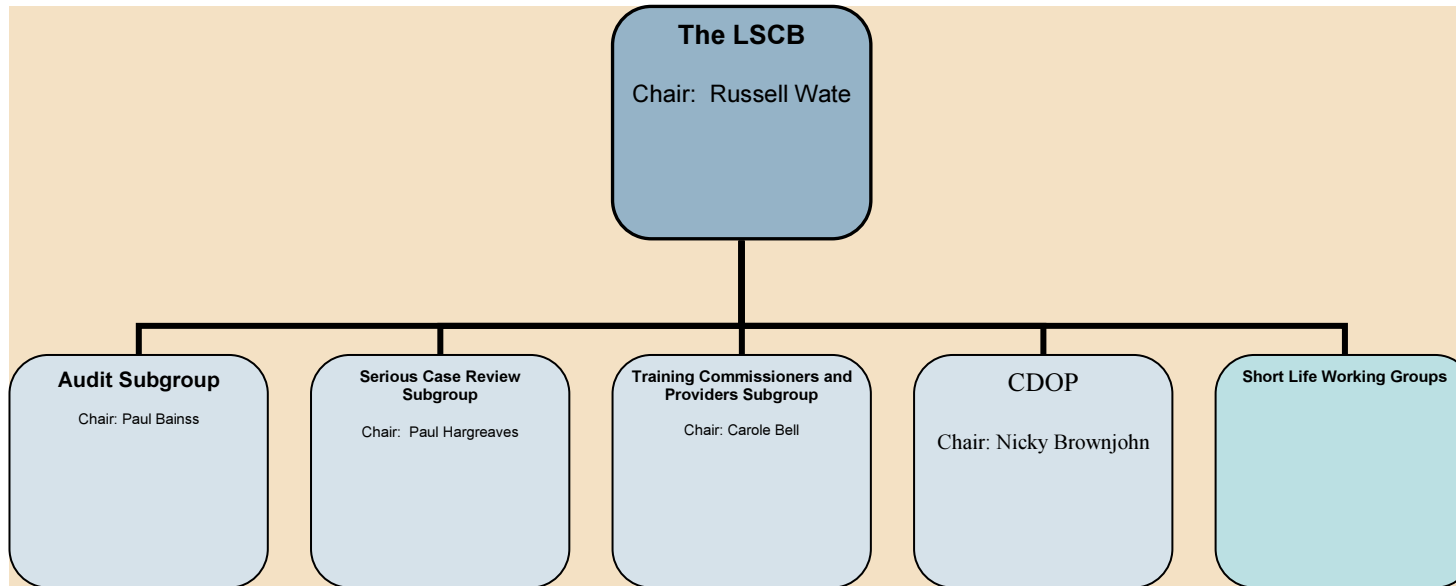 The LSCB
Chair:  Russell Wate
Audit Subgroup
Chair: Paul Bainss
Serious Case Review
Subgroup
Chair:  Paul Hargreaves
Training Commissioners and
Providers Subgroup
Chair: Carole Bell
CDOP
Chair: Nicky Brownjohn
Short Life Working Groups